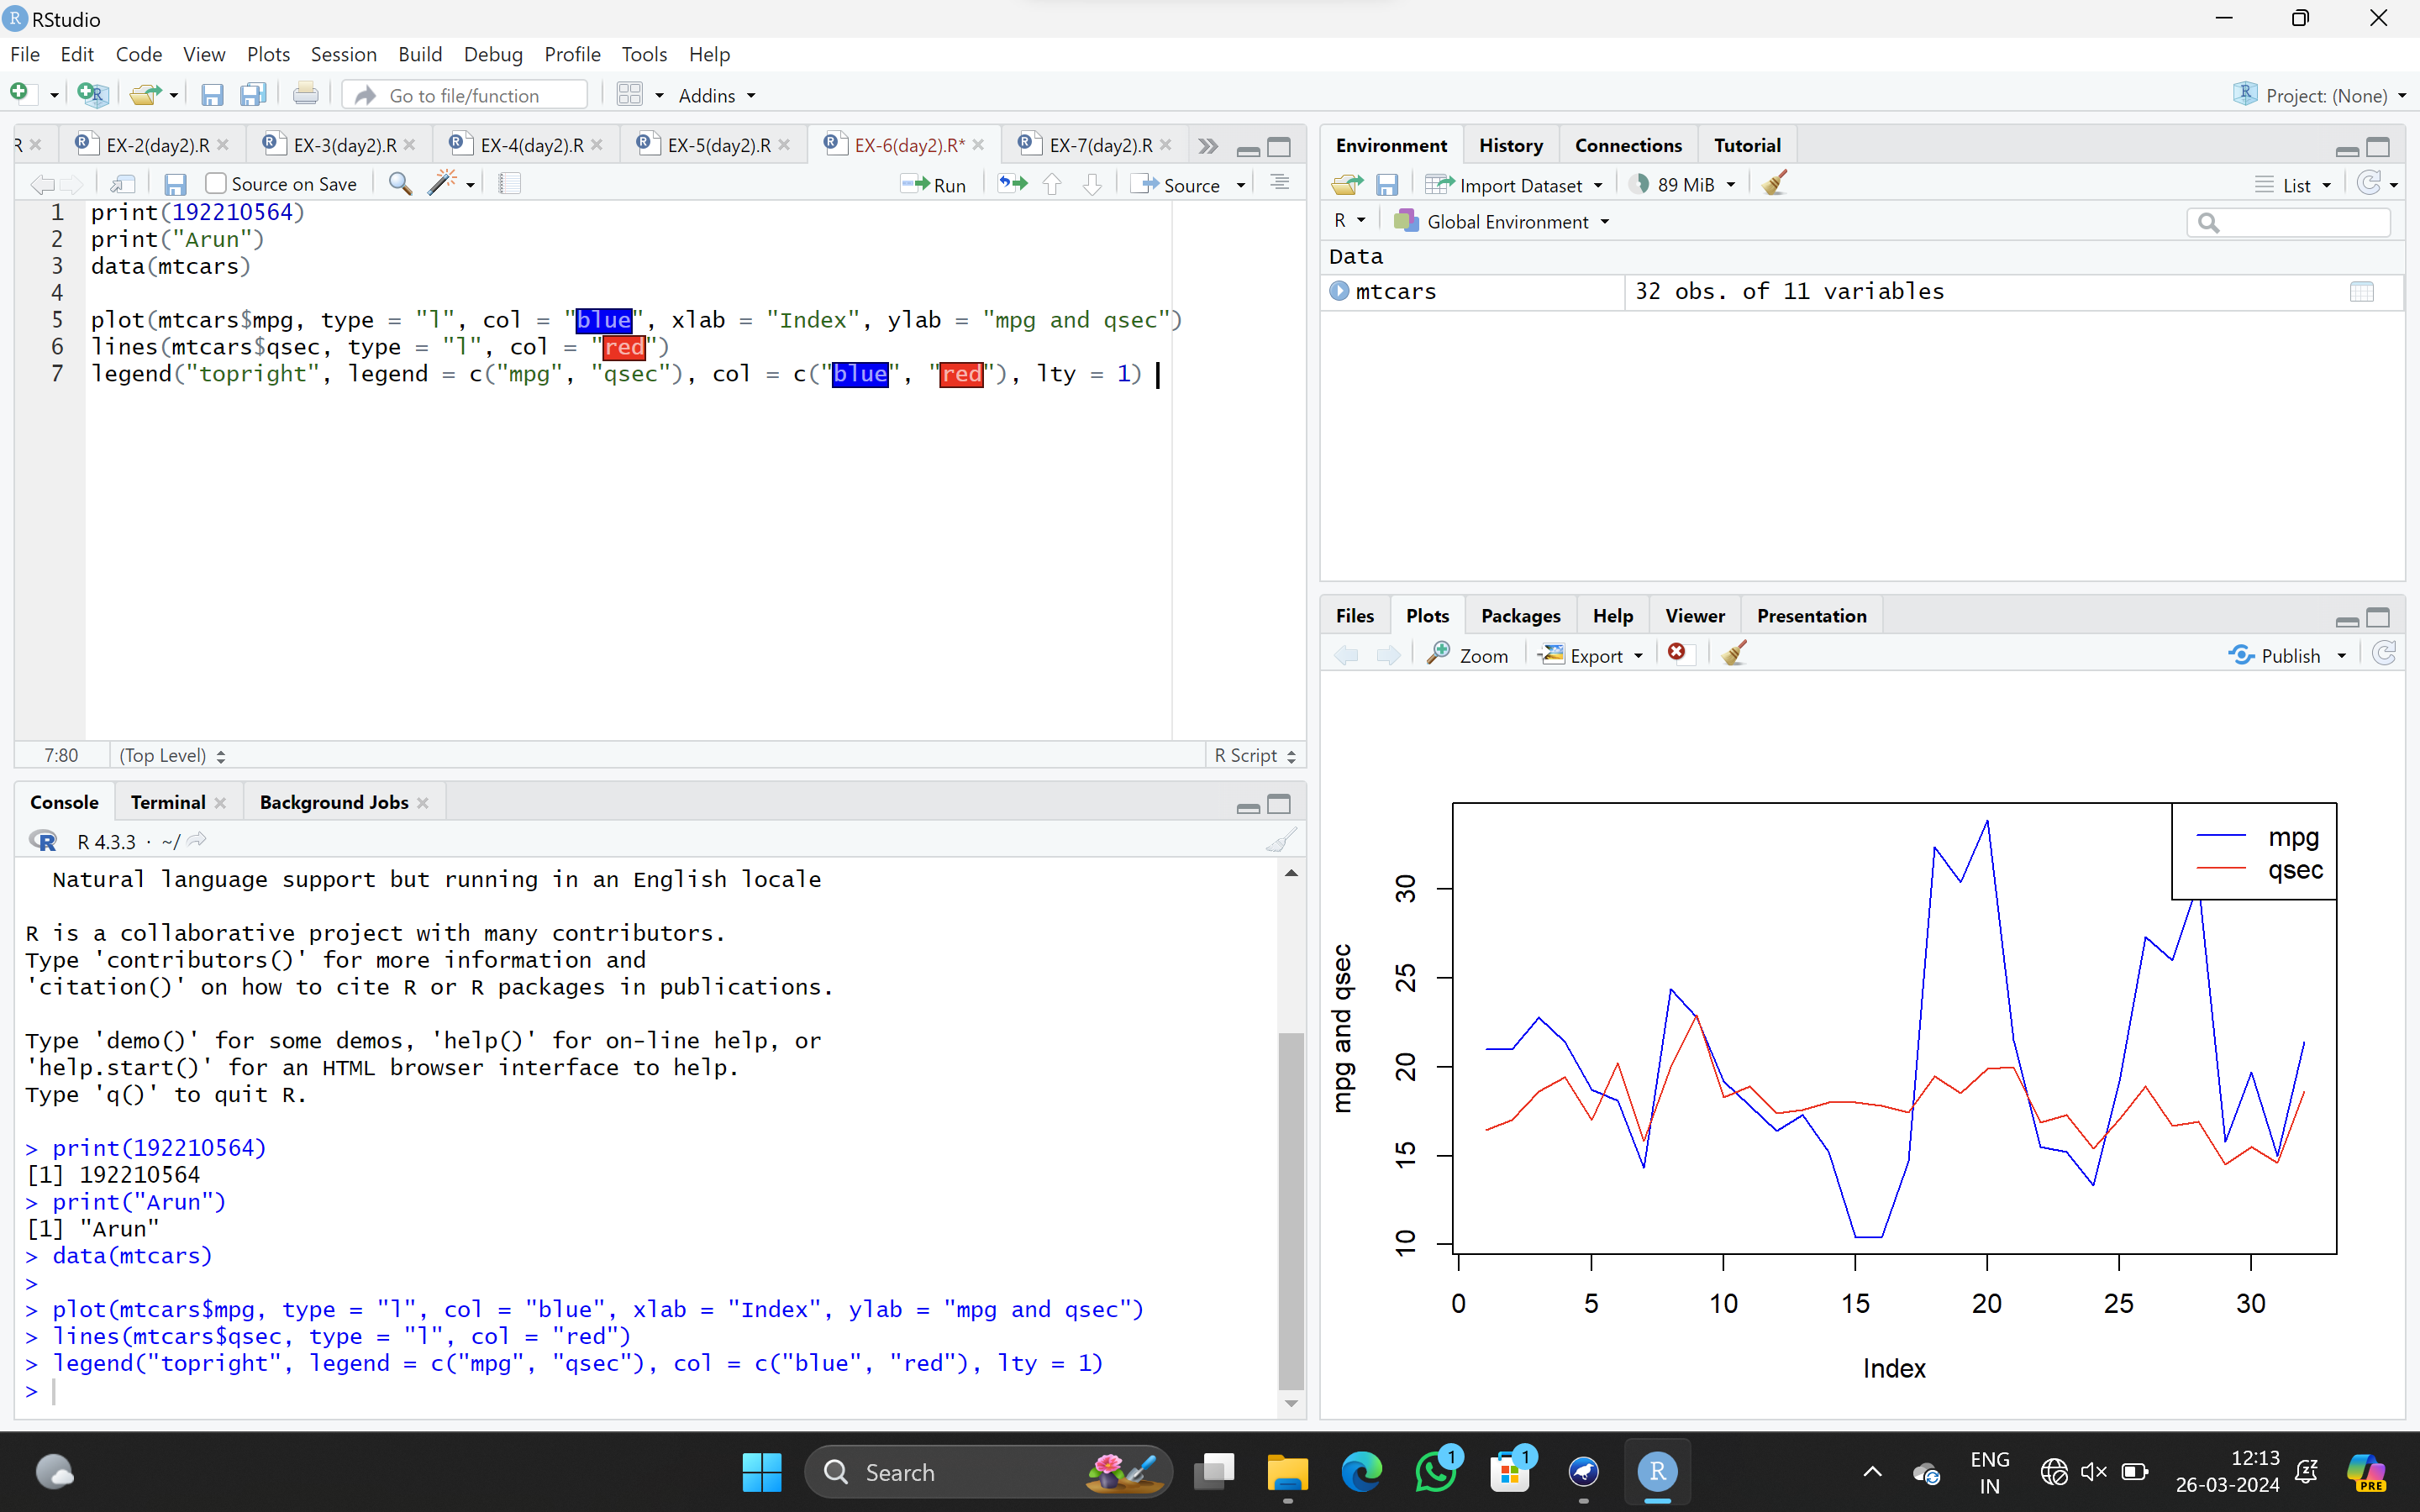 RStudio
File Edit Code View Plots Session Build Debug Profile Tools Help
Go to file/function Addins Project: (None)
R EX-2(day2).R EX-3(day2).R EX-4(day2).R EX-5(day2).R EX-6(day2).R* EX-7(day2).R
Source on Save Run Source
1 print(192210564)
2 print("Arun")
3 data(mtcars)
4
5 plot(mtcars$mpg, type = "l", col = "blue", xlab = "Index", ylab = "mpg and qsec")
6 lines(mtcars$qsec, type = "l", col = "red")
7 legend("topright", legend = c("mpg", "qsec"), col = c("blue", "red"), lty = 1)
7:80 (Top Level) R Script
Console Terminal Background Jobs
R 4.3.3 · ~/
Natural language support but running in an English locale
R is a collaborative project with many contributors.
Type 'contributors()' for more information and
'citation()' on how to cite R or R packages in publications.
Type 'demo()' for some demos, 'help()' for on-line help, or
'help.start()' for an HTML browser interface to help.
Type 'q()' to quit R.
> print(192210564)
[1] 192210564
> print("Arun")
[1] "Arun"
> data(mtcars)
>
> plot(mtcars$mpg, type = "l", col = "blue", xlab = "Index", ylab = "mpg and qsec")
> lines(mtcars$qsec, type = "l", col = "red")
> legend("topright", legend = c("mpg", "qsec"), col = c("blue", "red"), lty = 1)
>
Environment History Connections Tutorial
Import Dataset 89 MiB List
R Global Environment
Data
mtcars 32 obs. of 11 variables
Files Plots Packages Help Viewer Presentation
Zoom Export Publish
mpg
qsec
mpg and qsec
30
25
20
15
10
0 5 10 15 20 25 30
Index
Search 1 1 R
ENG
IN
12:13
26-03-2024
PRE